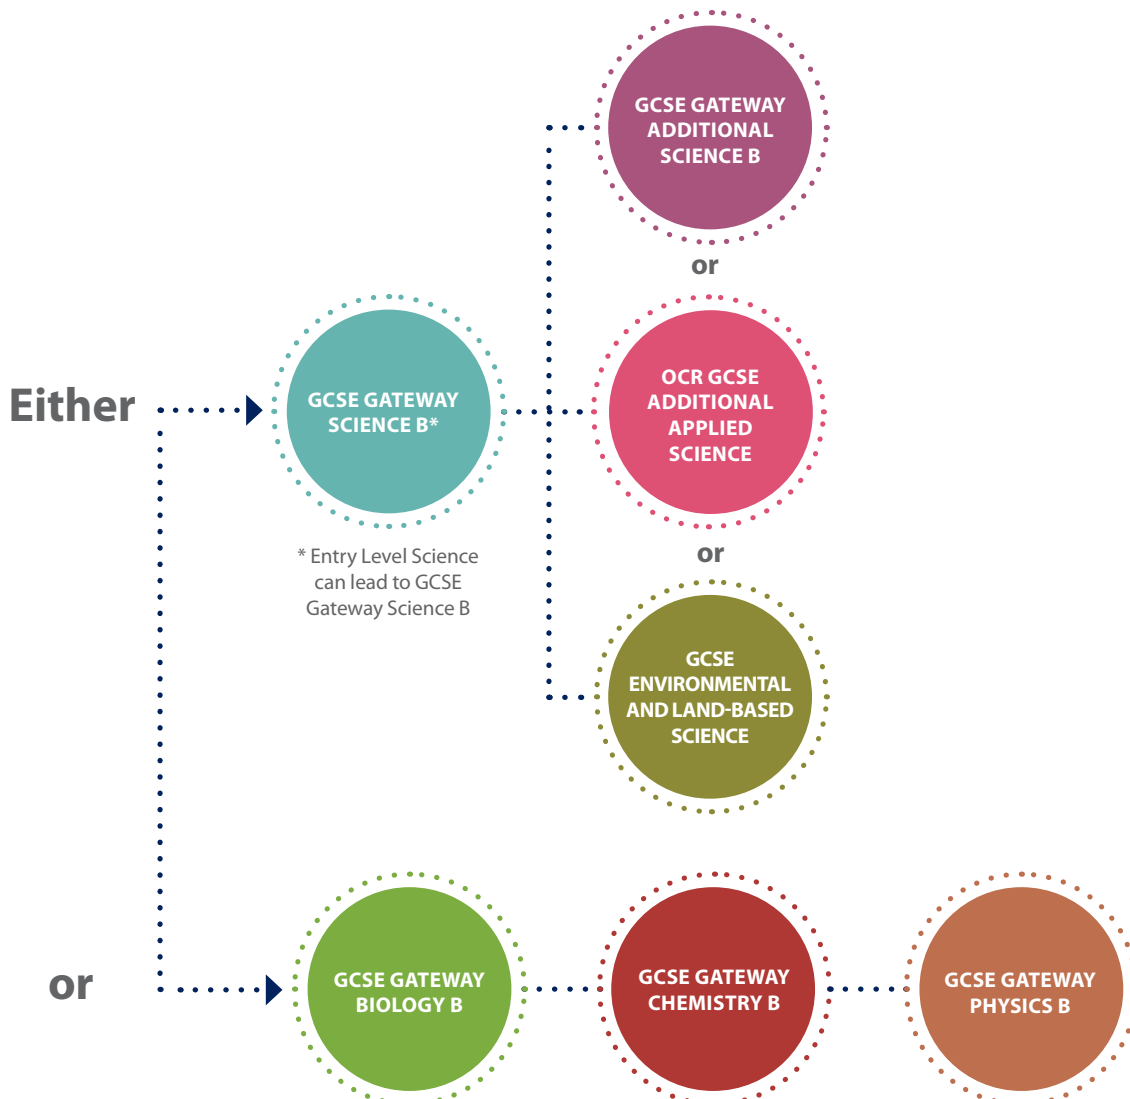 GCSE GATEWAY
ADDITIONAL
SCIENCE B
or
Either
GCSE GATEWAY
SCIENCE B*
OCR GCSE
ADDITIONAL
APPLIED
SCIENCE
* Entry Level Science
can lead to GCSE
Gateway Science B
or
GCSE
ENVIRONMENTAL
AND LAND-BASED
SCIENCE
or
GCSE GATEWAY
BIOLOGY B
GCSE GATEWAY
CHEMISTRY B
GCSE GATEWAY
PHYSICS B